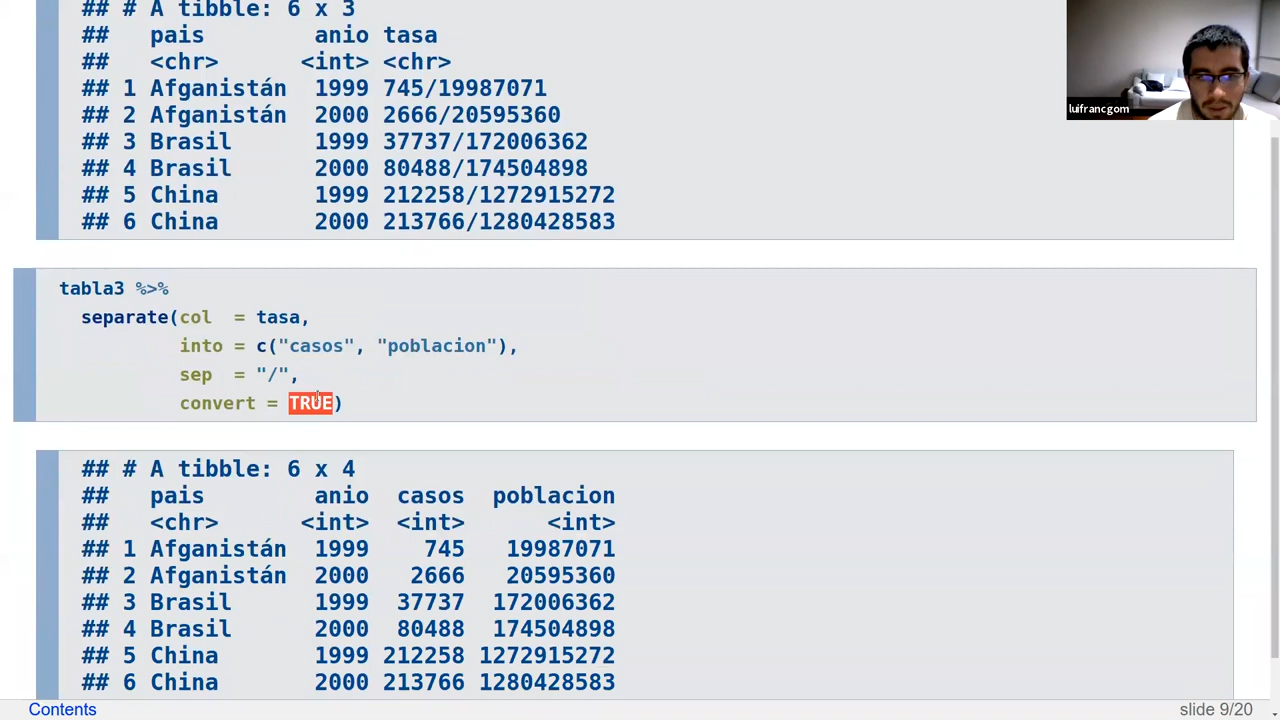 ## # A tibble: 6 x 3
##   pais        anio tasa
##   <chr>      <int> <chr>
## 1 Afganistán  1999 745/19987071
## 2 Afganistán  2000 2666/20595360
## 3 Brasil      1999 37737/172006362
## 4 Brasil      2000 80488/174504898
## 5 China       1999 212258/1272915272
## 6 China       2000 213766/1280428583
luifrancgom
tabla3 %>%
  separate(col  = tasa,
           into = c("casos", "poblacion"),
           sep  = "/",
           convert = TRUE)
## # A tibble: 6 x 4
##   pais        anio  casos  poblacion
##   <chr>      <int>  <int>      <int>
## 1 Afganistán  1999    745   19987071
## 2 Afganistán  2000   2666   20595360
## 3 Brasil      1999  37737  172006362
## 4 Brasil      2000  80488  174504898
## 5 China       1999 212258 1272915272
## 6 China       2000 213766 1280428583
Contents
slide 9/20